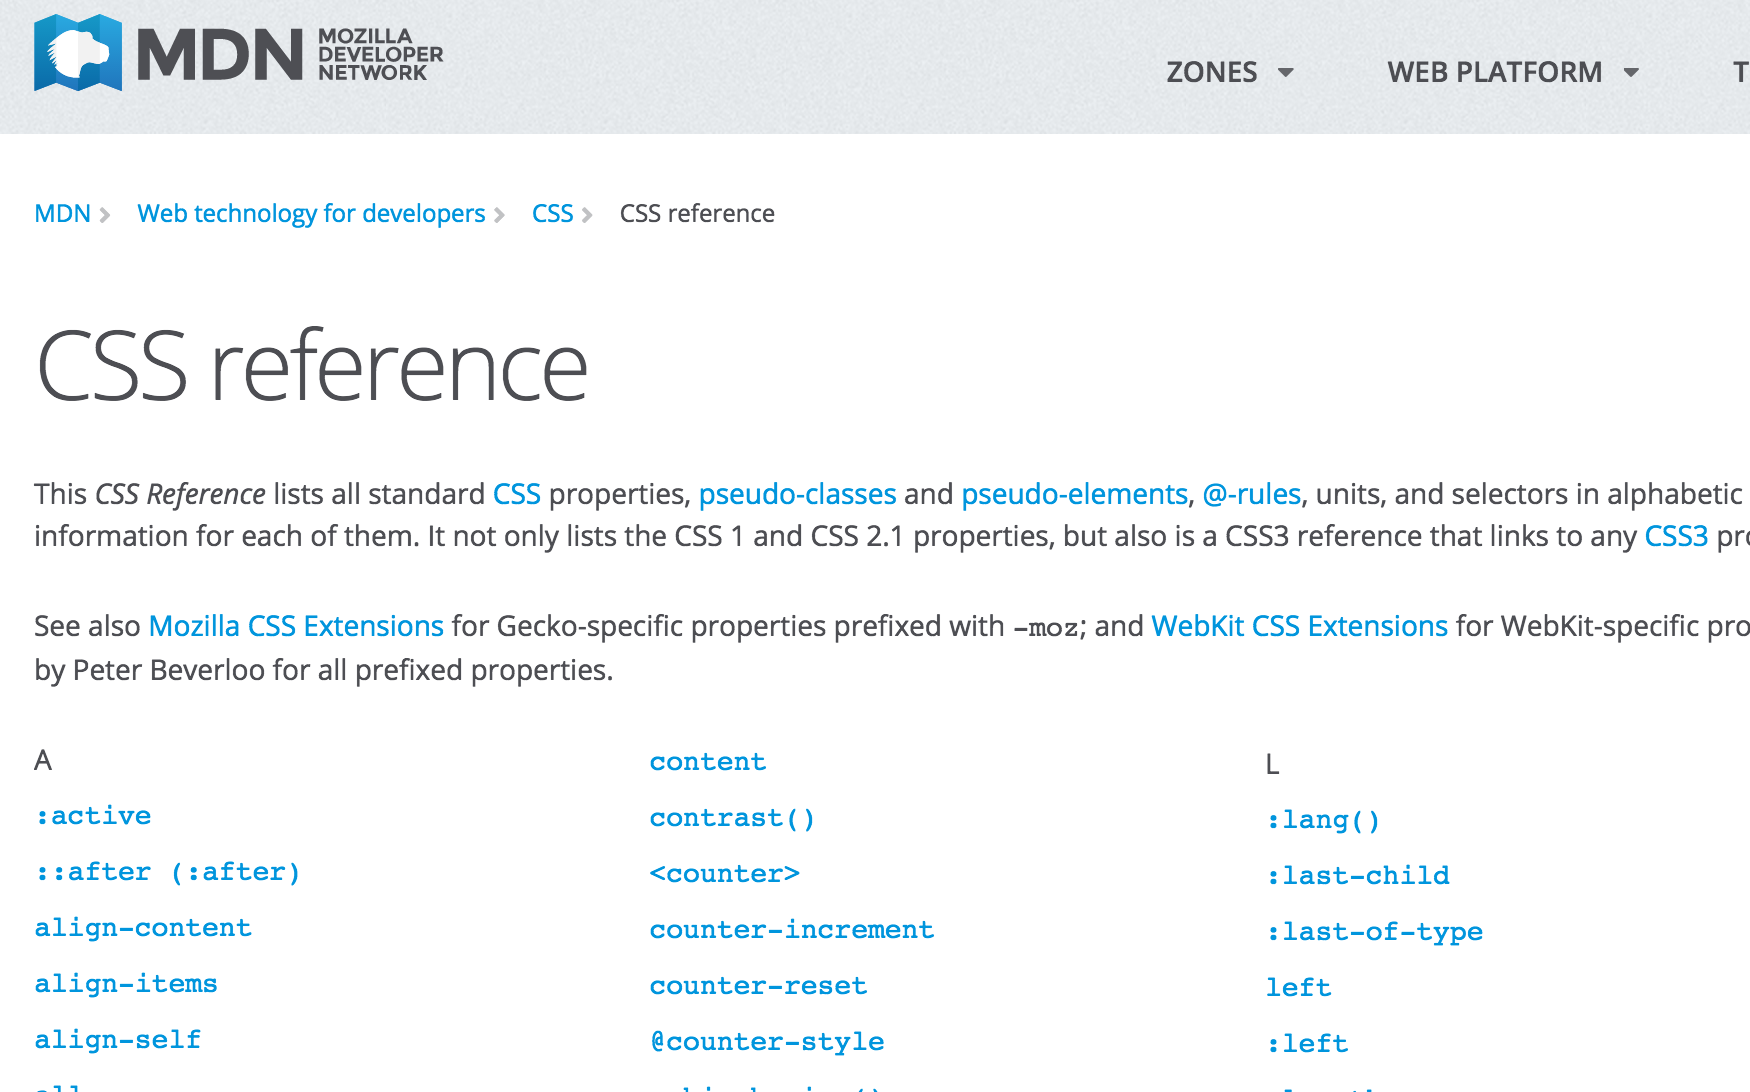 MDN MOZILLA
DEVELOPER
NETWORK
ZONES
WEB PLATFORM
T
MDN Web technology for developers CSS CSS reference
CSS reference
This CSS Reference lists all standard CSS properties, pseudo-classes and pseudo-elements, @-rules, units, and selectors in alphabetic
information for each of them. It not only lists the CSS 1 and CSS 2.1 properties, but also is a CSS3 reference that links to any CSS3 pro
See also Mozilla CSS Extensions for Gecko-specific properties prefixed with -moz; and WebKit CSS Extensions for WebKit-specific pro
by Peter Beverloo for all prefixed properties.
A
:active
::after (:after)
align-content
align-items
align-self
content
contrast()
<counter>
counter-increment
counter-reset
@counter-style
L
:lang()
:last-child
:last-of-type
left
:left